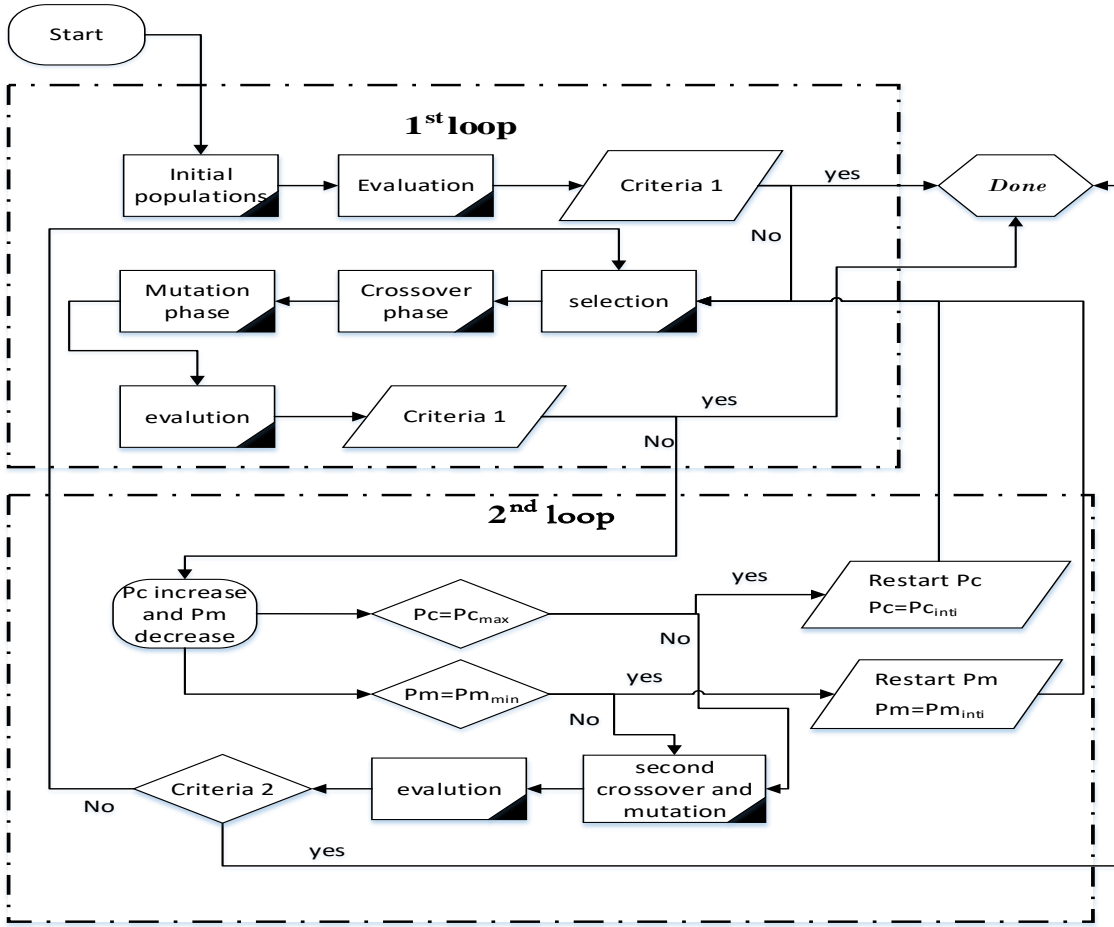 Start
1st loop
Initial
populations
Evaluation
Criteria 1
yes
Done
No
Mutation
phase
Crossover
phase
selection
evalution
Criteria 1
yes
No
2nd loop
Pc increase
and Pm
decrease
Pc=Pcmax
yes
Restart Pc
Pc=Pcinti
No
Pm=Pmmin
yes
Restart Pm
Pm=Pminti
No
Criteria 2
evalution
second
crossover and
mutation
No
yes